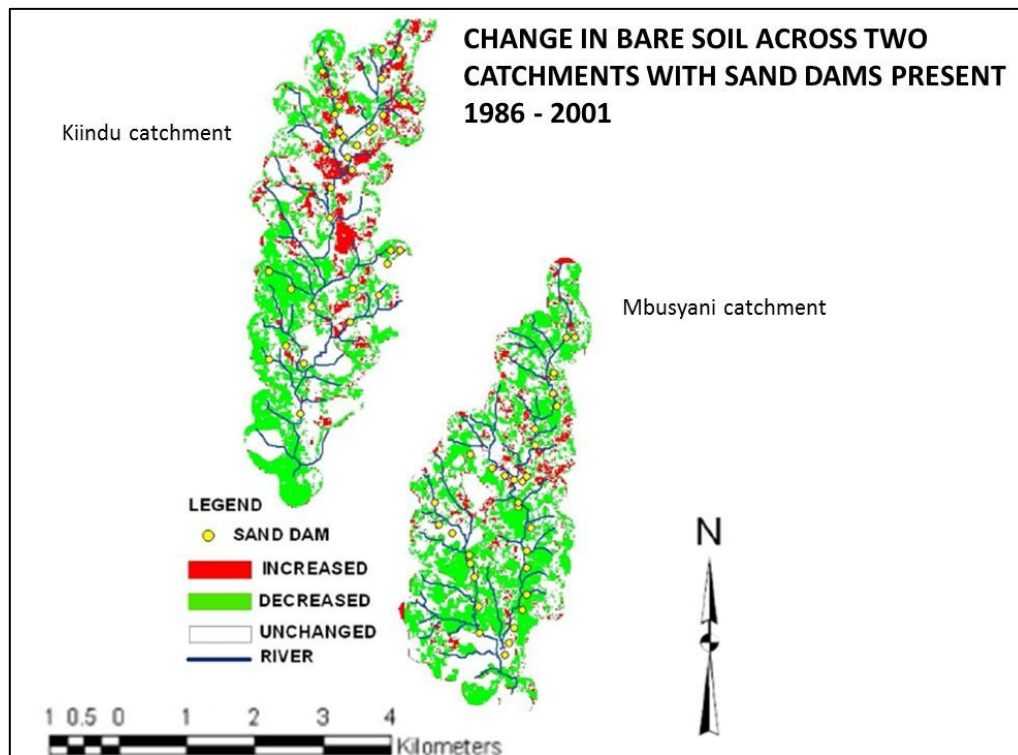 CHANGE IN BARE SOIL ACROSS TWO
CATCHMENTS WITH SAND DAMS PRESENT
1986 - 2001
Kiindu catchment
Mbusyani catchment
LEGEND
SAND DAM
INCREASED
DECREASED
UNCHANGED
RIVER
N
1 0.5 0 1 2 3 4
Kilometers